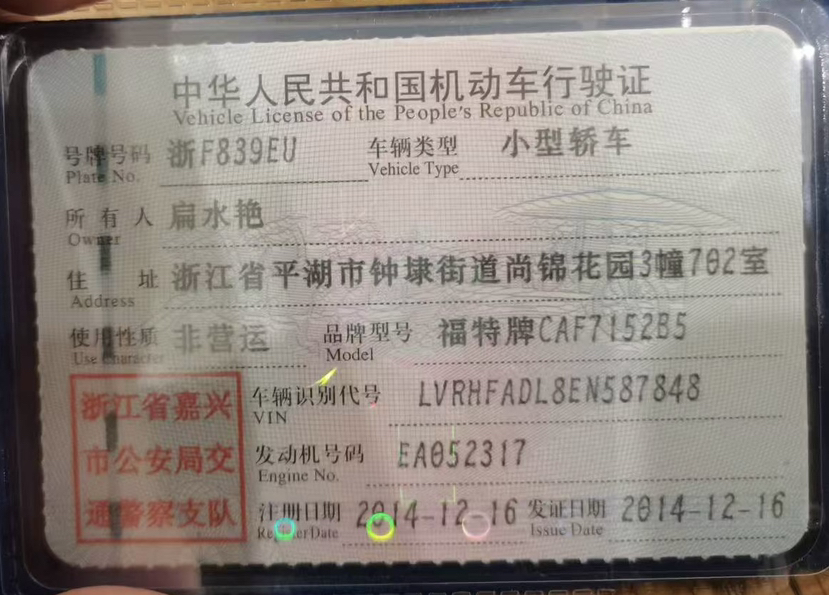 中华人民共和国机动车行驶证
Vehicle License of the People's Republic of China
号牌号码 浙F839EU 车辆类型 小型轿车
Plate No. Vehicle Type
所有人 扁水艳
Owner
住址 浙江省平湖市钟埭街道尚锦花园3幢702室
Address
使用性质 非营运 品牌型号 福特牌CAF7152B5
Use Character Model
浙江省嘉兴
市公安局交
通警察支队
车辆识别代号 LVRHFADL8EN587848
VIN
发动机号码 EA052317
Engine No.
注册日期 2014-12-16 发证日期 2014-12-16
Register Date Issue Date